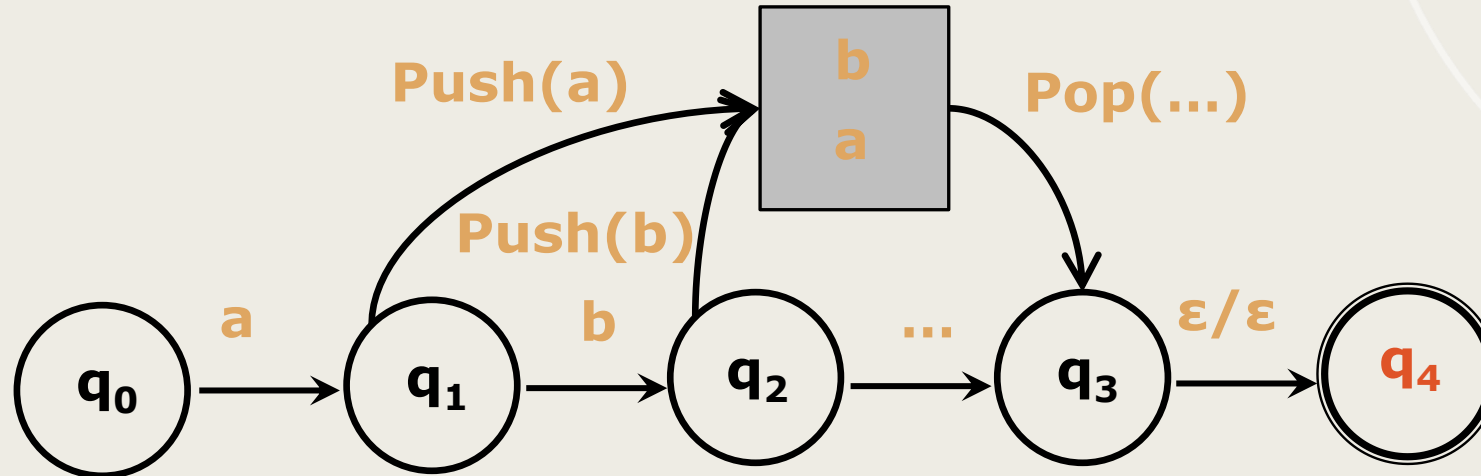 b
Push(a)
Pop(...)
a
Push(b)
a
b
...
ε/ε
q₀
q₁
q₂
q₃
q₄